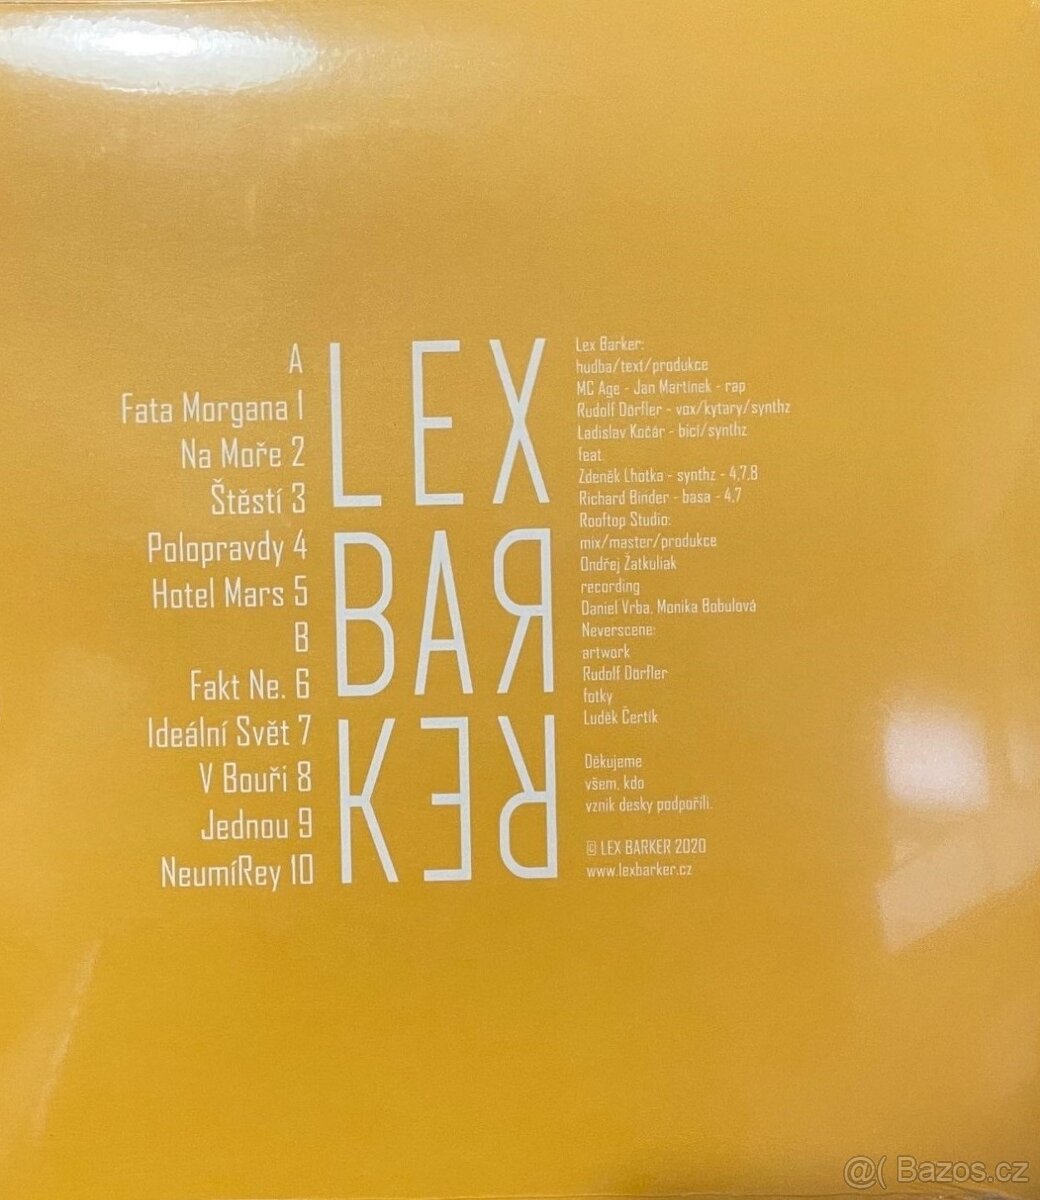 A
Fata Morgana 1
Na Moře 2
Štěstí 3
Polopravdy 4
Hotel Mars 5
B
Fakt Ne. 6
Ideální Svět 7
V Bouři 8
Jednou 9
NeumíRey 10
LEX
BAR
KER
Lex Barker:
hudba/text/produkce
MC Age - Jan Martinek - rap
Rudolf Dörfler - vox/kytary/synthz
Ladislav Kočár - bicí/synthz
feat.
Zdeněk Lhotka - synthz - 4,7,8
Richard Binder - basa - 4,7
Rooftop Studio:
mix/master/produkce
Ondřej Žatkuliak
recording
Daniel Vrba, Monika Bobulová
Neverscene:
artwork
Rudolf Dörfler
fotky
Luděk Čertík
Děkujeme
všem, kdo
vznik desky podpořili.
© LEX BARKER 2020
www.lexbarker.cz
@( Bazos.cz